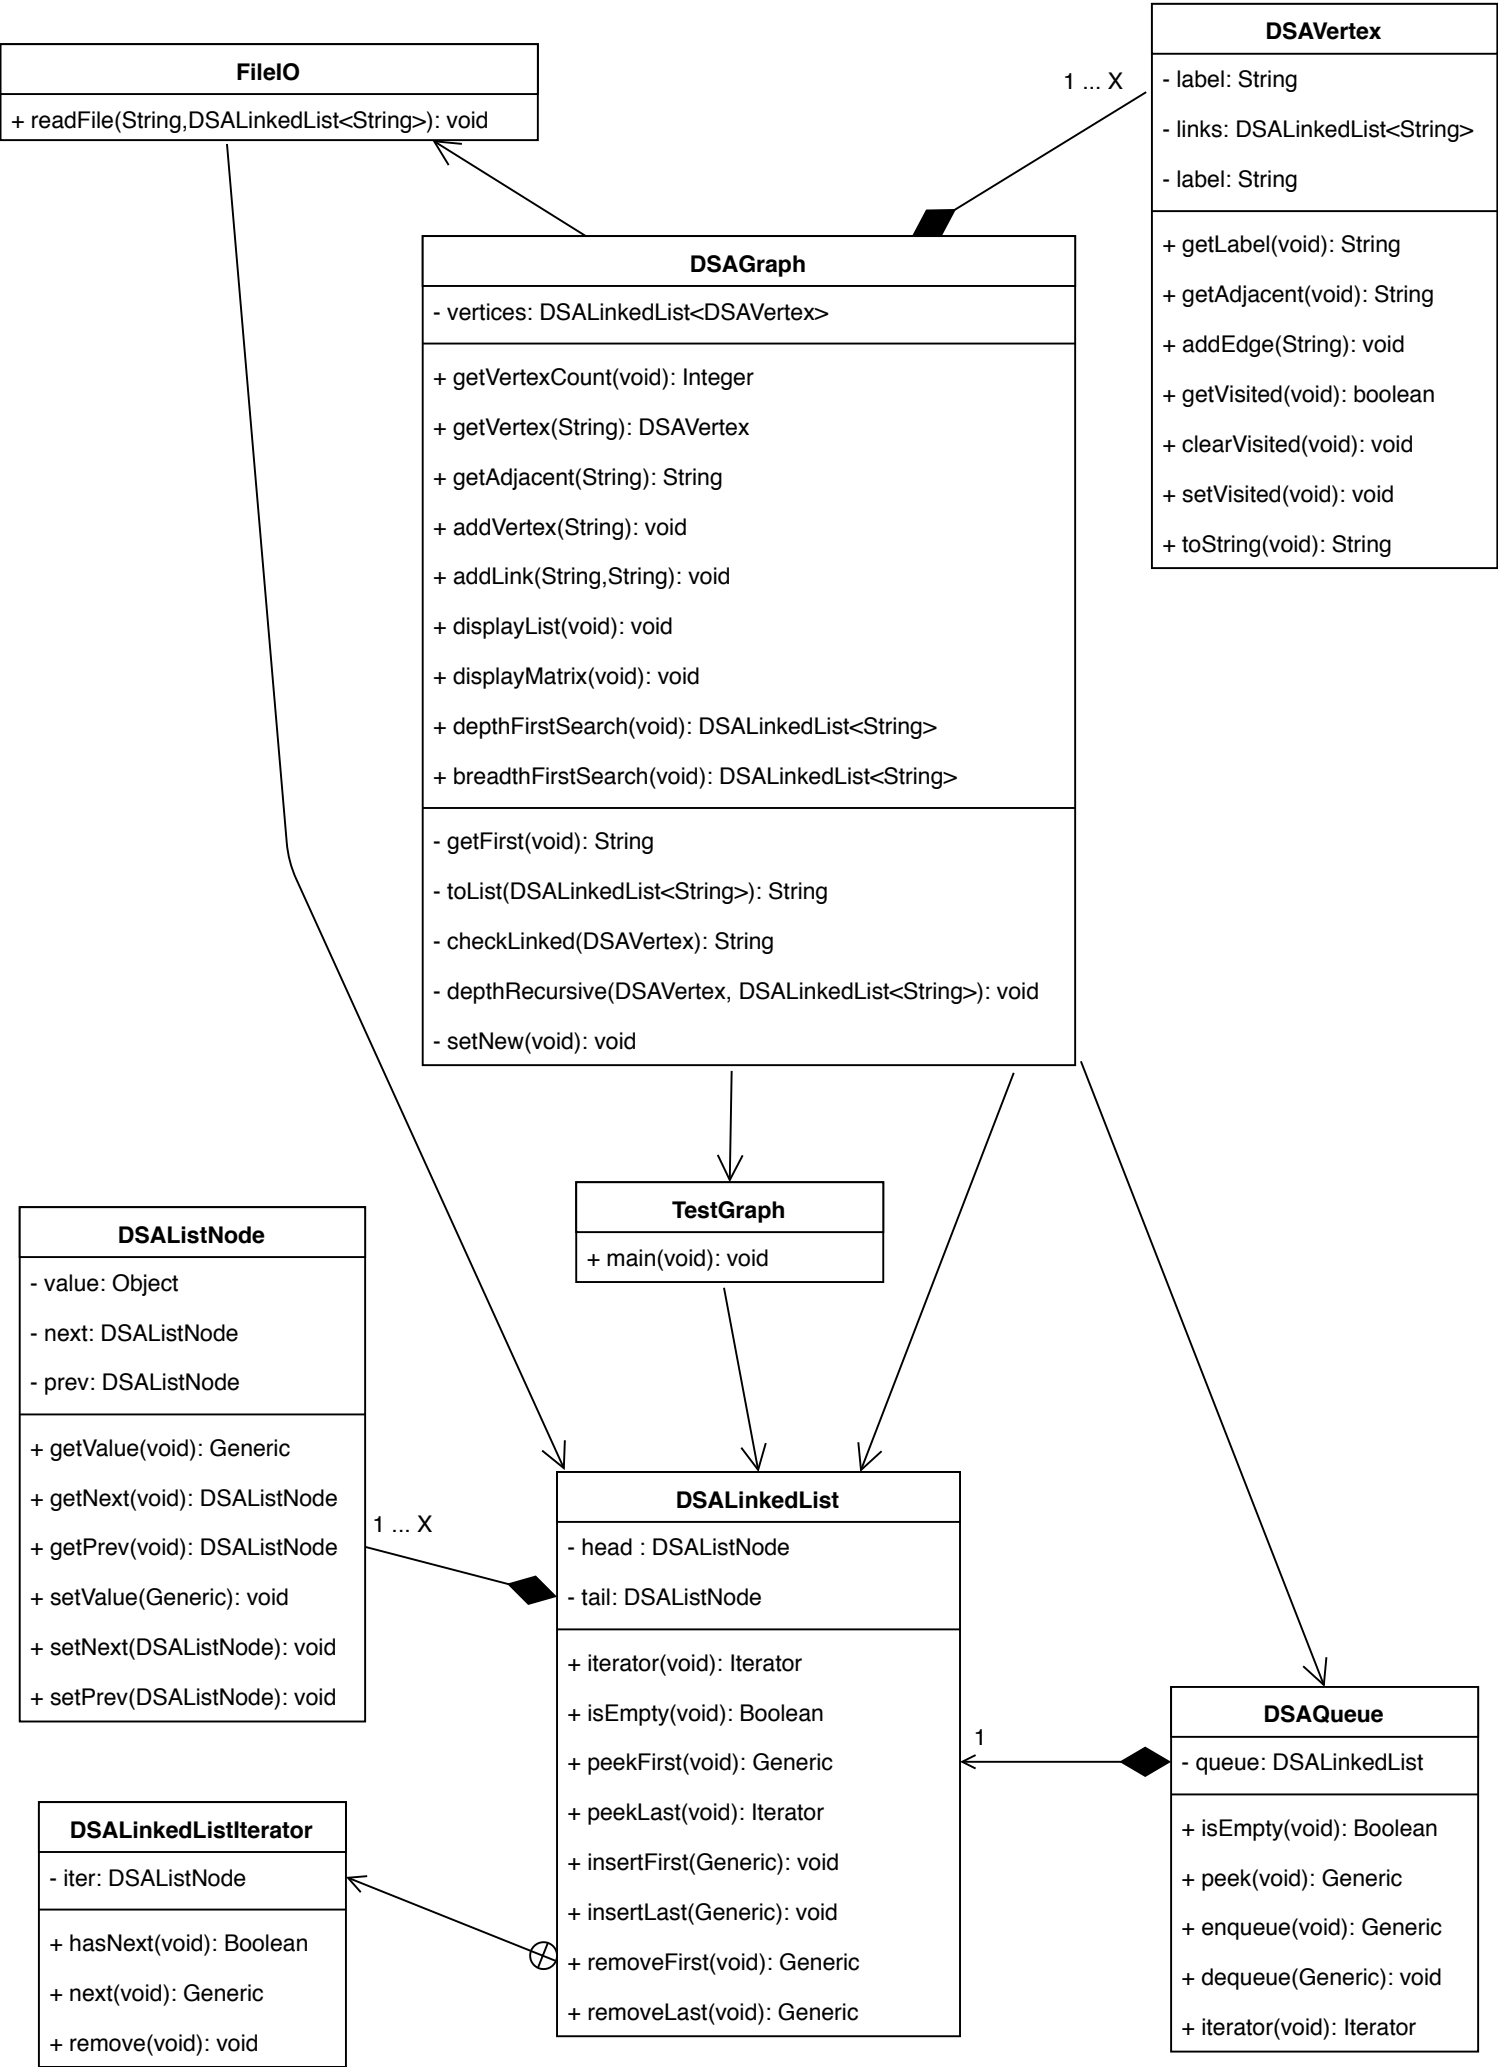 FileIO
+ readFile(String,DSALinkedList<String>): void
1 ... X
DSAVertex
- label: String
- links: DSALinkedList<String>
- label: String
+ getLabel(void): String
+ getAdjacent(void): String
+ addEdge(String): void
+ getVisited(void): boolean
+ clearVisited(void): void
+ setVisited(void): void
+ toString(void): String
DSAGraph
- vertices: DSALinkedList<DSAVertex>
+ getVertexCount(void): Integer
+ getVertex(String): DSAVertex
+ getAdjacent(String): String
+ addVertex(String): void
+ addLink(String,String): void
+ displayList(void): void
+ displayMatrix(void): void
+ depthFirstSearch(void): DSALinkedList<String>
+ breadthFirstSearch(void): DSALinkedList<String>
- getFirst(void): String
- toList(DSALinkedList<String>): String
- checkLinked(DSAVertex): String
- depthRecursive(DSAVertex, DSALinkedList<String>): void
- setNew(void): void
TestGraph
+ main(void): void
DSAListNode
- value: Object
- next: DSAListNode
- prev: DSAListNode
+ getValue(void): Generic
+ getNext(void): DSAListNode
+ getPrev(void): DSAListNode
+ setValue(Generic): void
+ setNext(DSAListNode): void
+ setPrev(DSAListNode): void
1 ... X
DSALinkedList
- head : DSAListNode
- tail: DSAListNode
+ iterator(void): Iterator
+ isEmpty(void): Boolean
+ peekFirst(void): Generic
+ peekLast(void): Iterator
+ insertFirst(Generic): void
+ insertLast(Generic): void
+ removeFirst(void): Generic
+ removeLast(void): Generic
1
DSAQueue
- queue: DSALinkedList
+ isEmpty(void): Boolean
+ peek(void): Generic
+ enqueue(void): Generic
+ dequeue(Generic): void
+ iterator(void): Iterator
DSALinkedListIterator
- iter: DSAListNode
+ hasNext(void): Boolean
+ next(void): Generic
+ remove(void): void